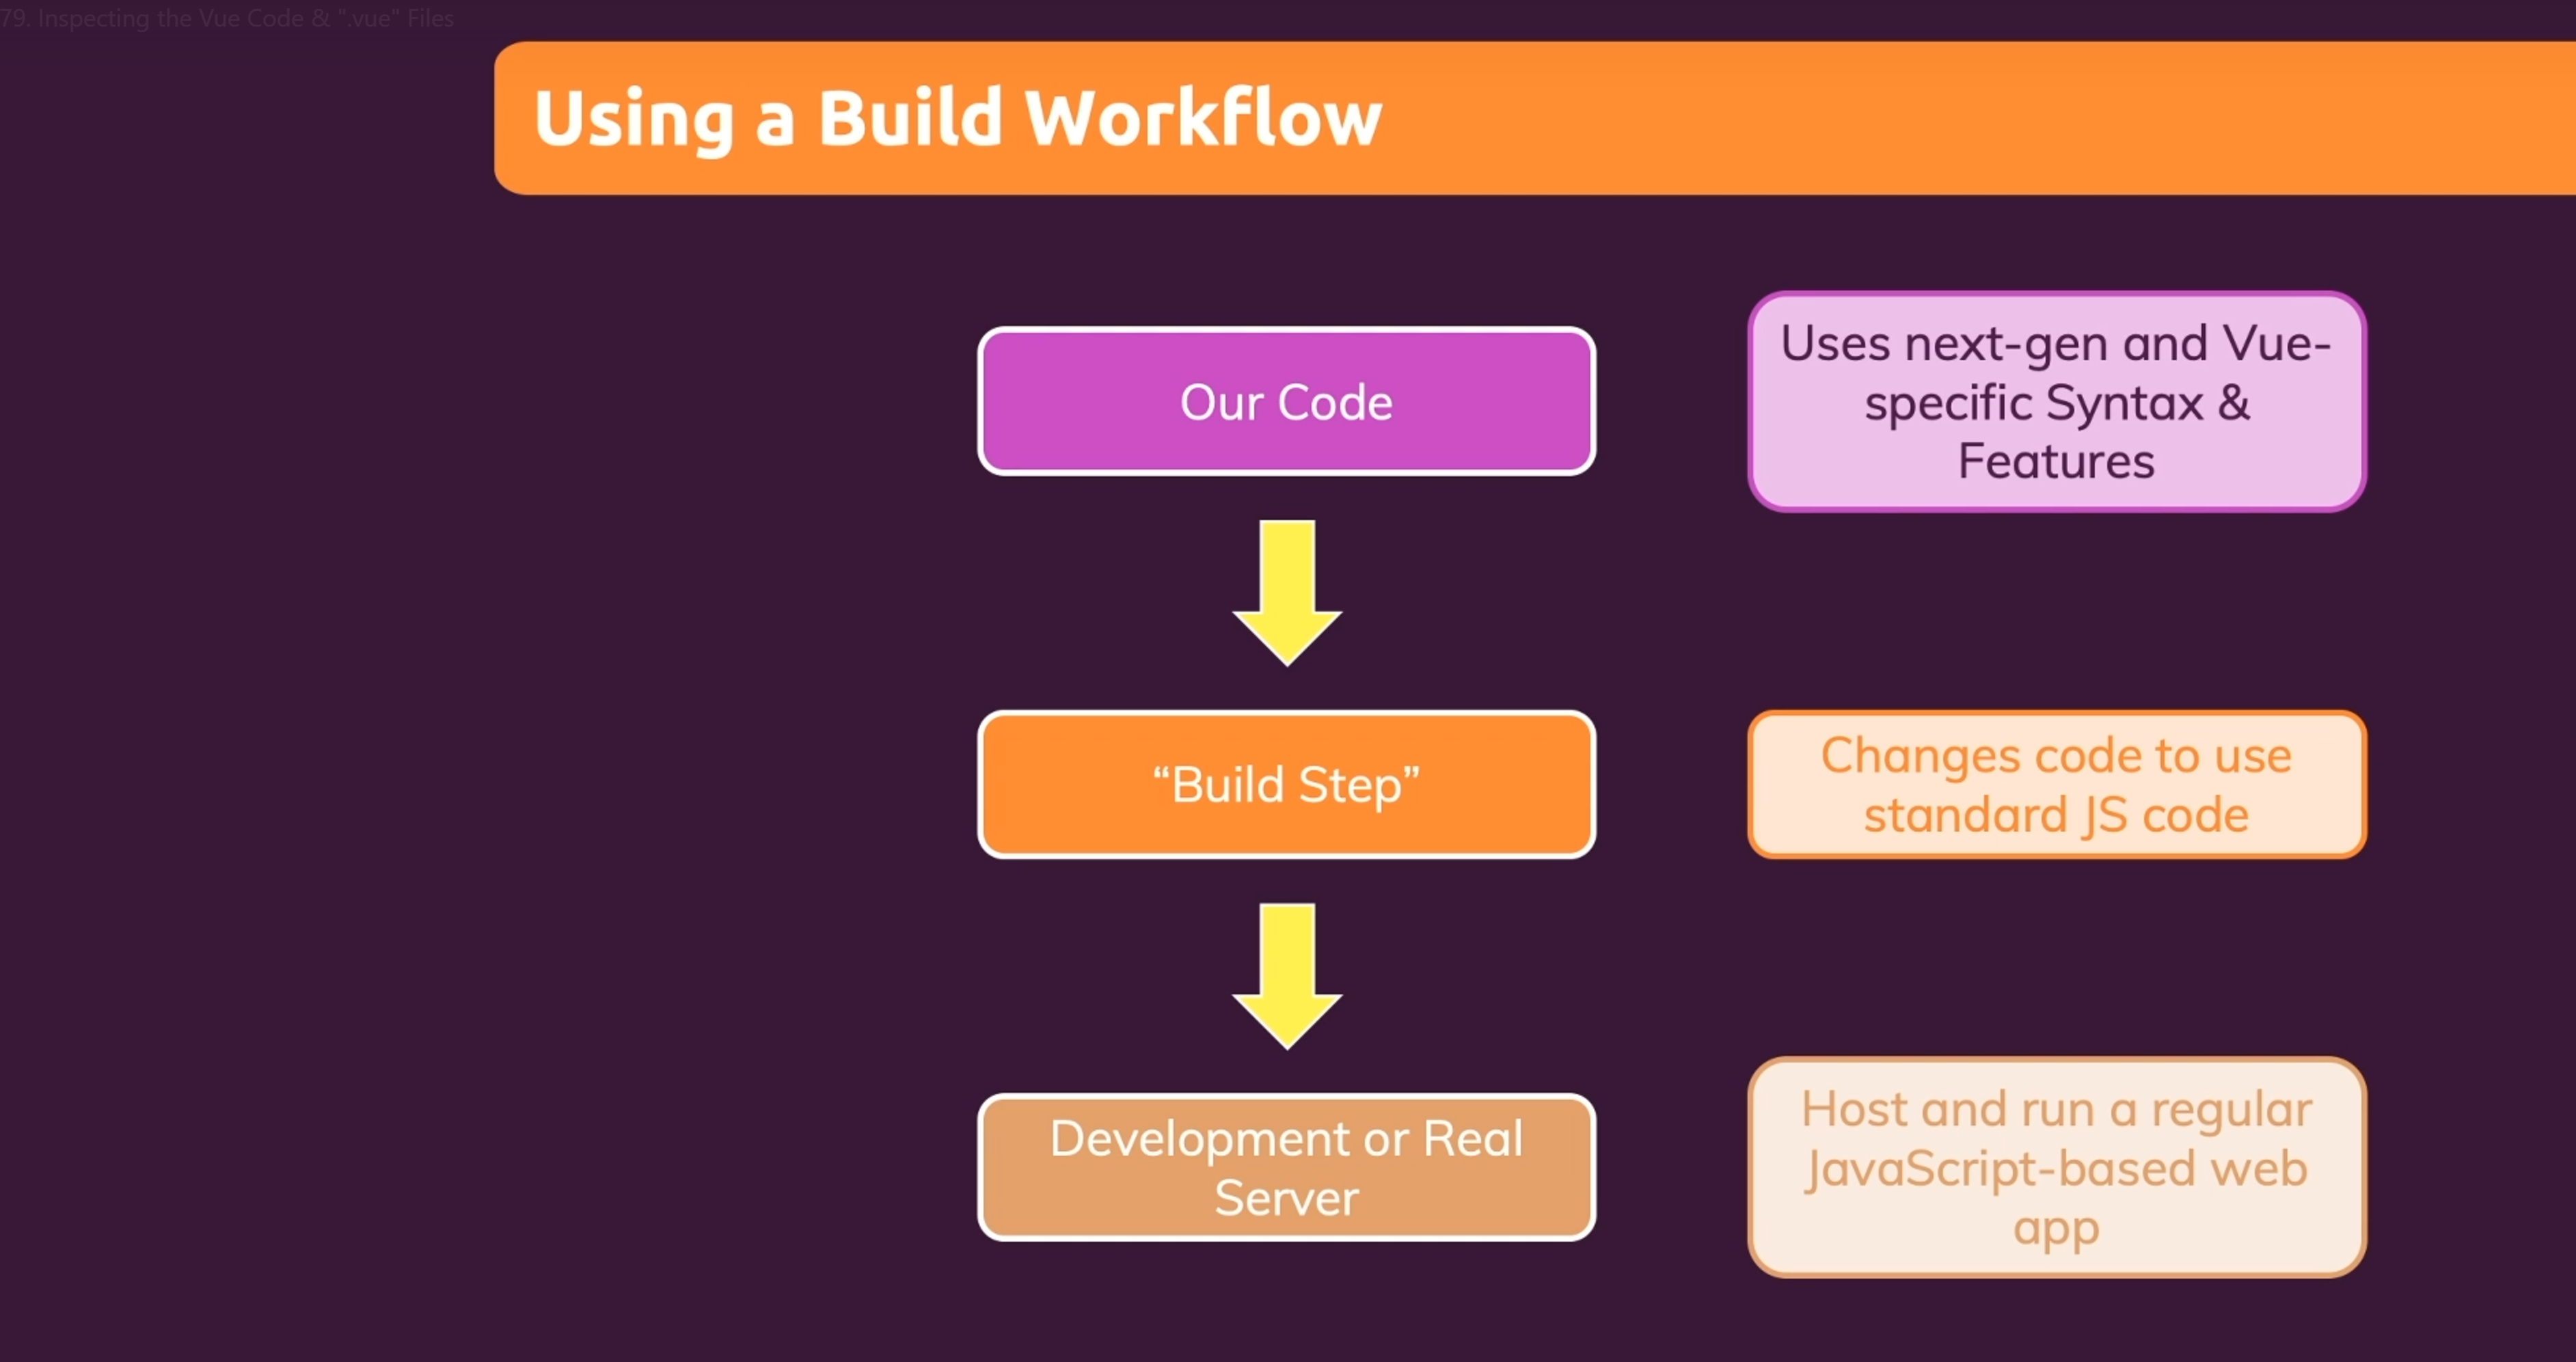 79. Inspecting the Vue Code & ".vue" Files
Using a Build Workflow
Our Code
Uses next-gen and Vue-
specific Syntax &
Features
“Build Step”
Changes code to use
standard JS code
Development or Real
Server
Host and run a regular
JavaScript-based web
app